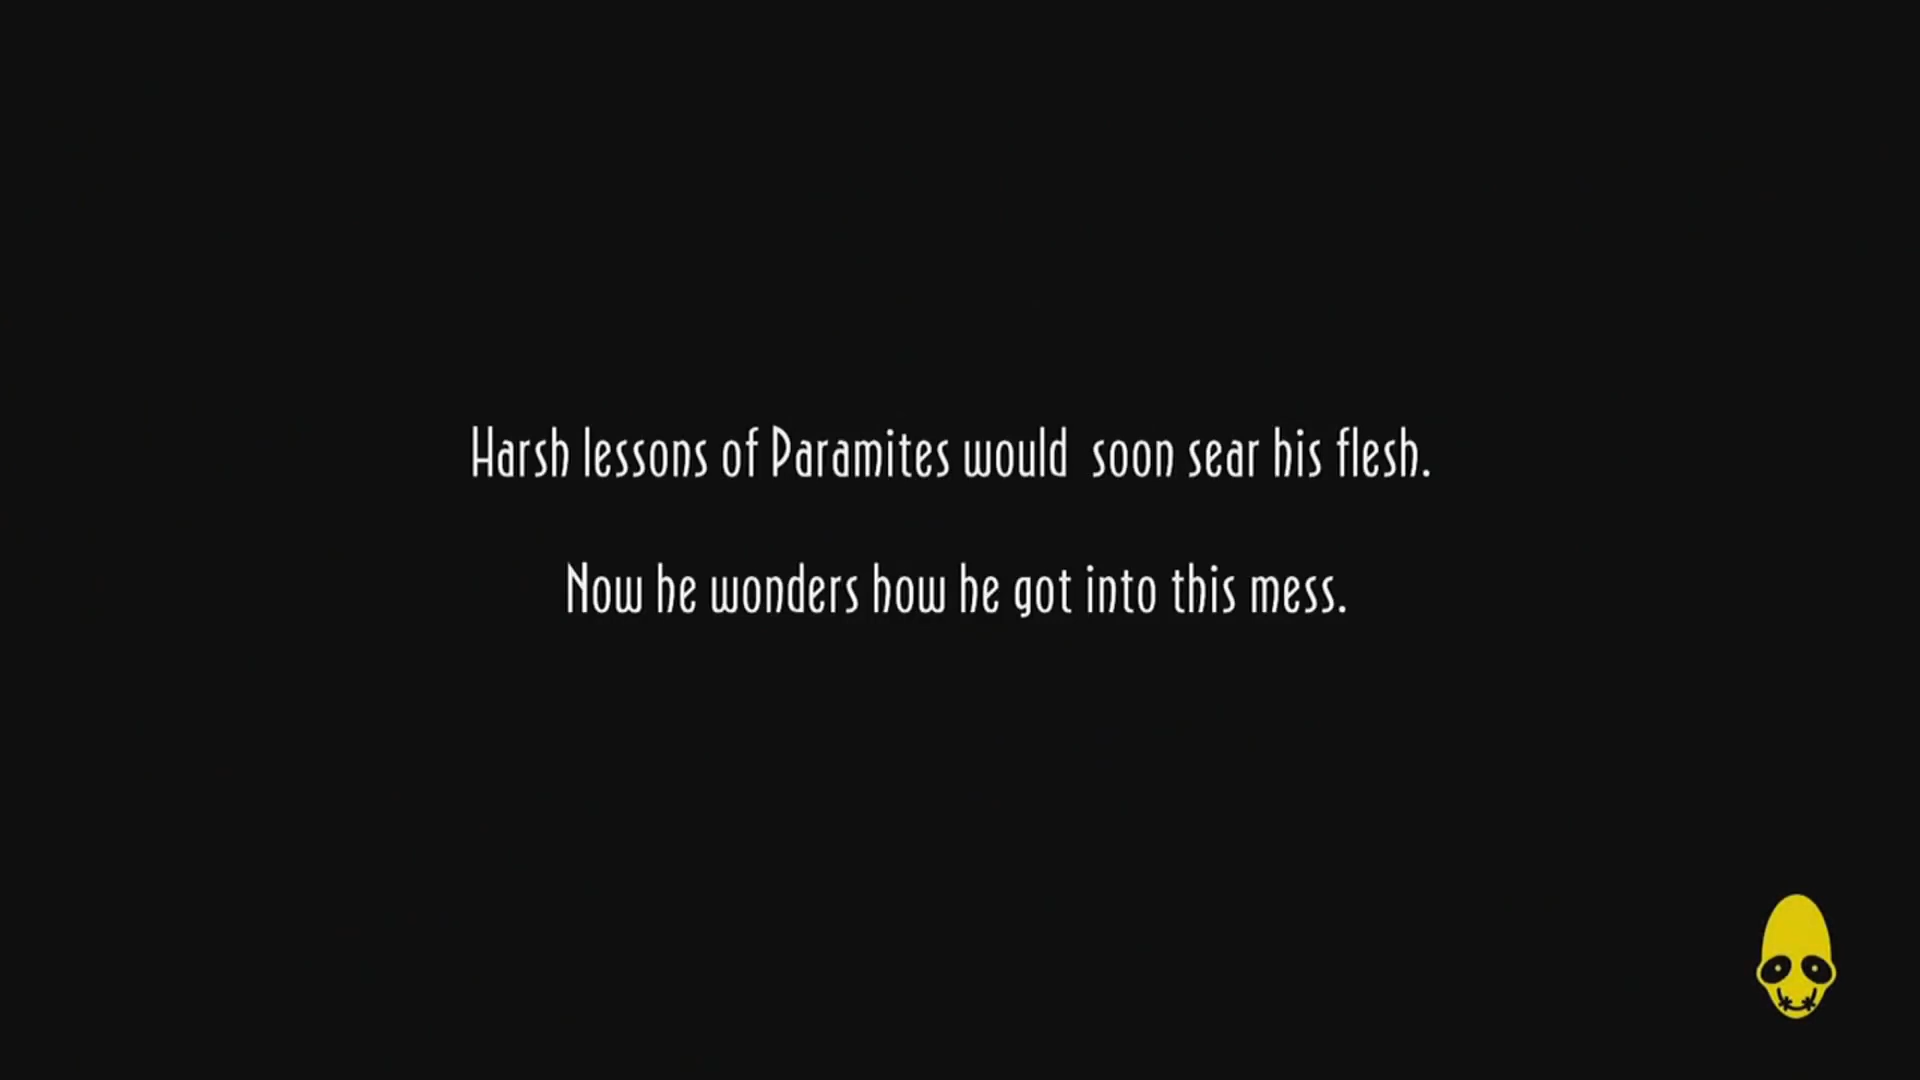 Harsh lessons of Paramites would  soon sear his flesh.
Now he wonders how he got into this mess.